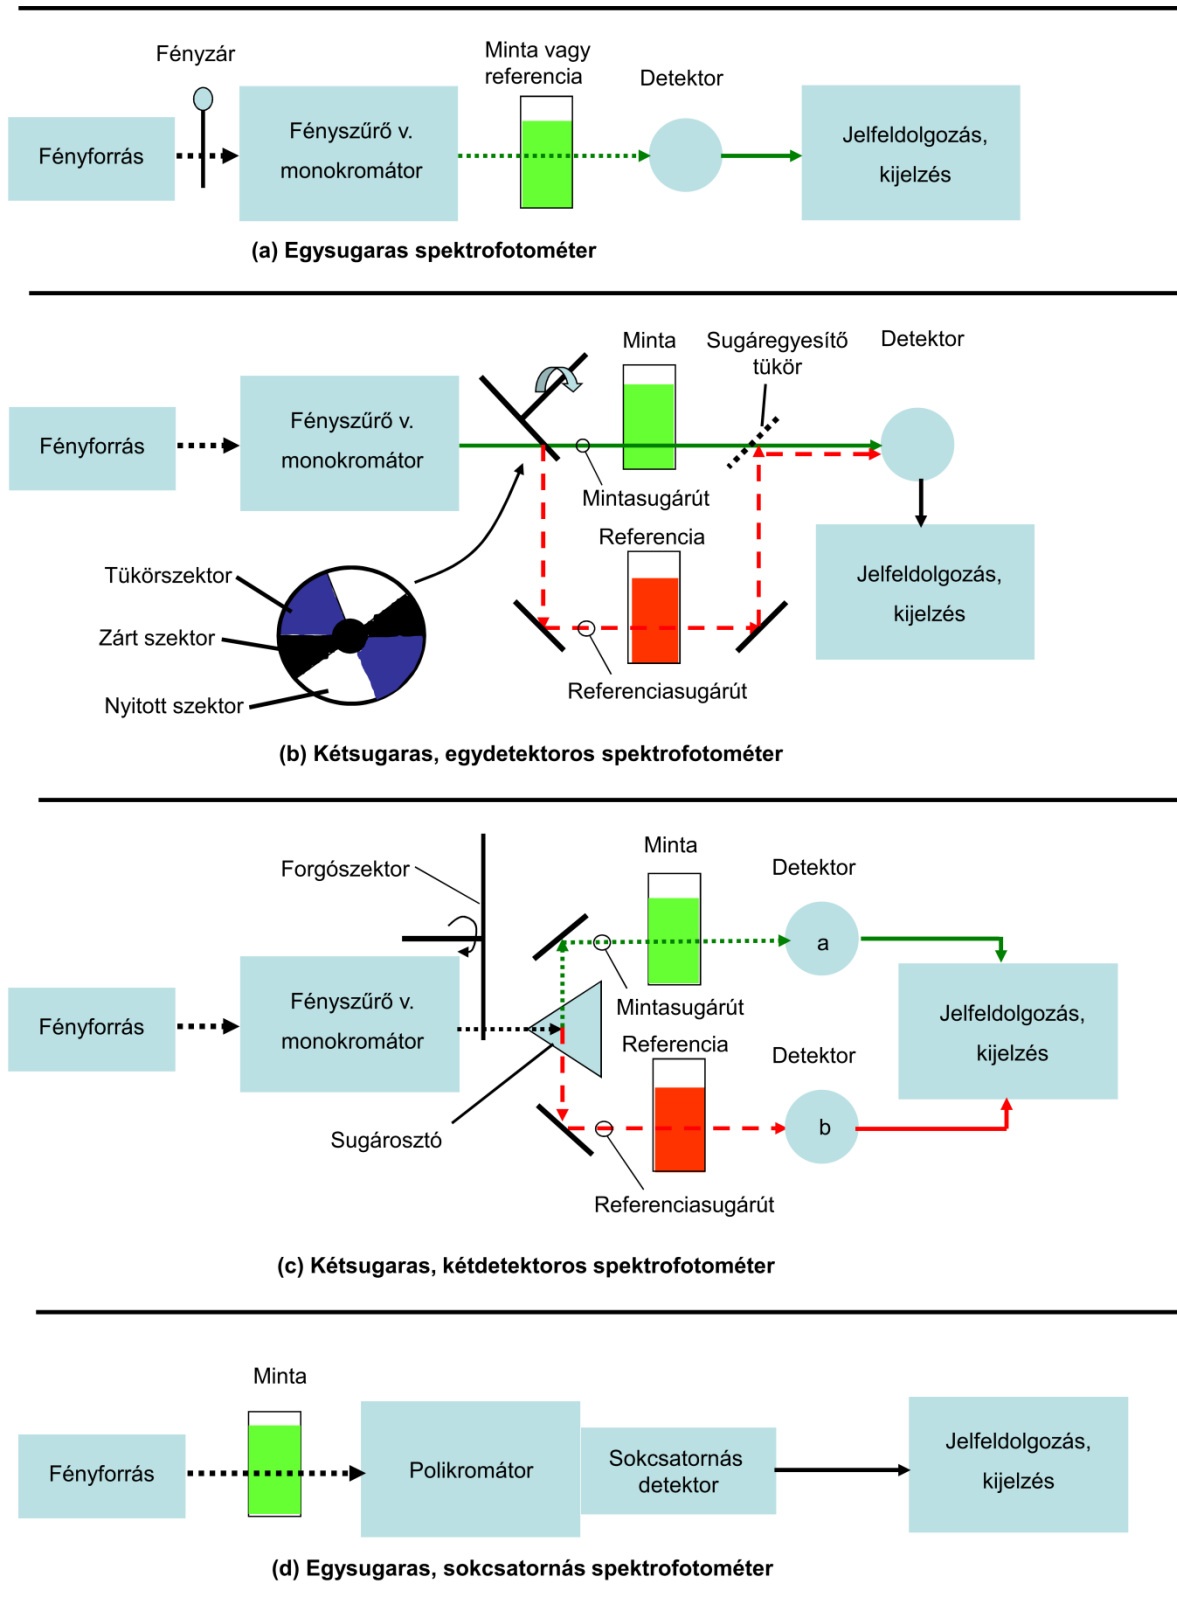 Fényzár
Minta vagy
referencia
Detektor
Fényforrás
Fényszűrő v.
monokromátor
Jelfeldolgozás,
kijelzés
(a) Egysugaras spektrofotométer
Minta
Sugáregyesítő
tükör
Detektor
Fényforrás
Fényszűrő v.
monokromátor
Mintasugárút
Referencia
Jelfeldolgozás,
kijelzés
Tükörszektor
Zárt szektor
Nyitott szektor
Referenciasugárút
(b) Kétsugaras, egydetektoros spektrofotométer
Forgószektor
Minta
Detektor
a
Fényforrás
Fényszűrő v.
monokromátor
Mintasugárút
Jelfeldolgozás,
kijelzés
Referencia
Detektor
b
Sugárosztó
Referenciasugárút
(c) Kétsugaras, kétdetektoros spektrofotométer
Minta
Fényforrás
Polikromátor
Sokcsatornás
detektor
Jelfeldolgozás,
kijelzés
(d) Egysugaras, sokcsatornás spektrofotométer